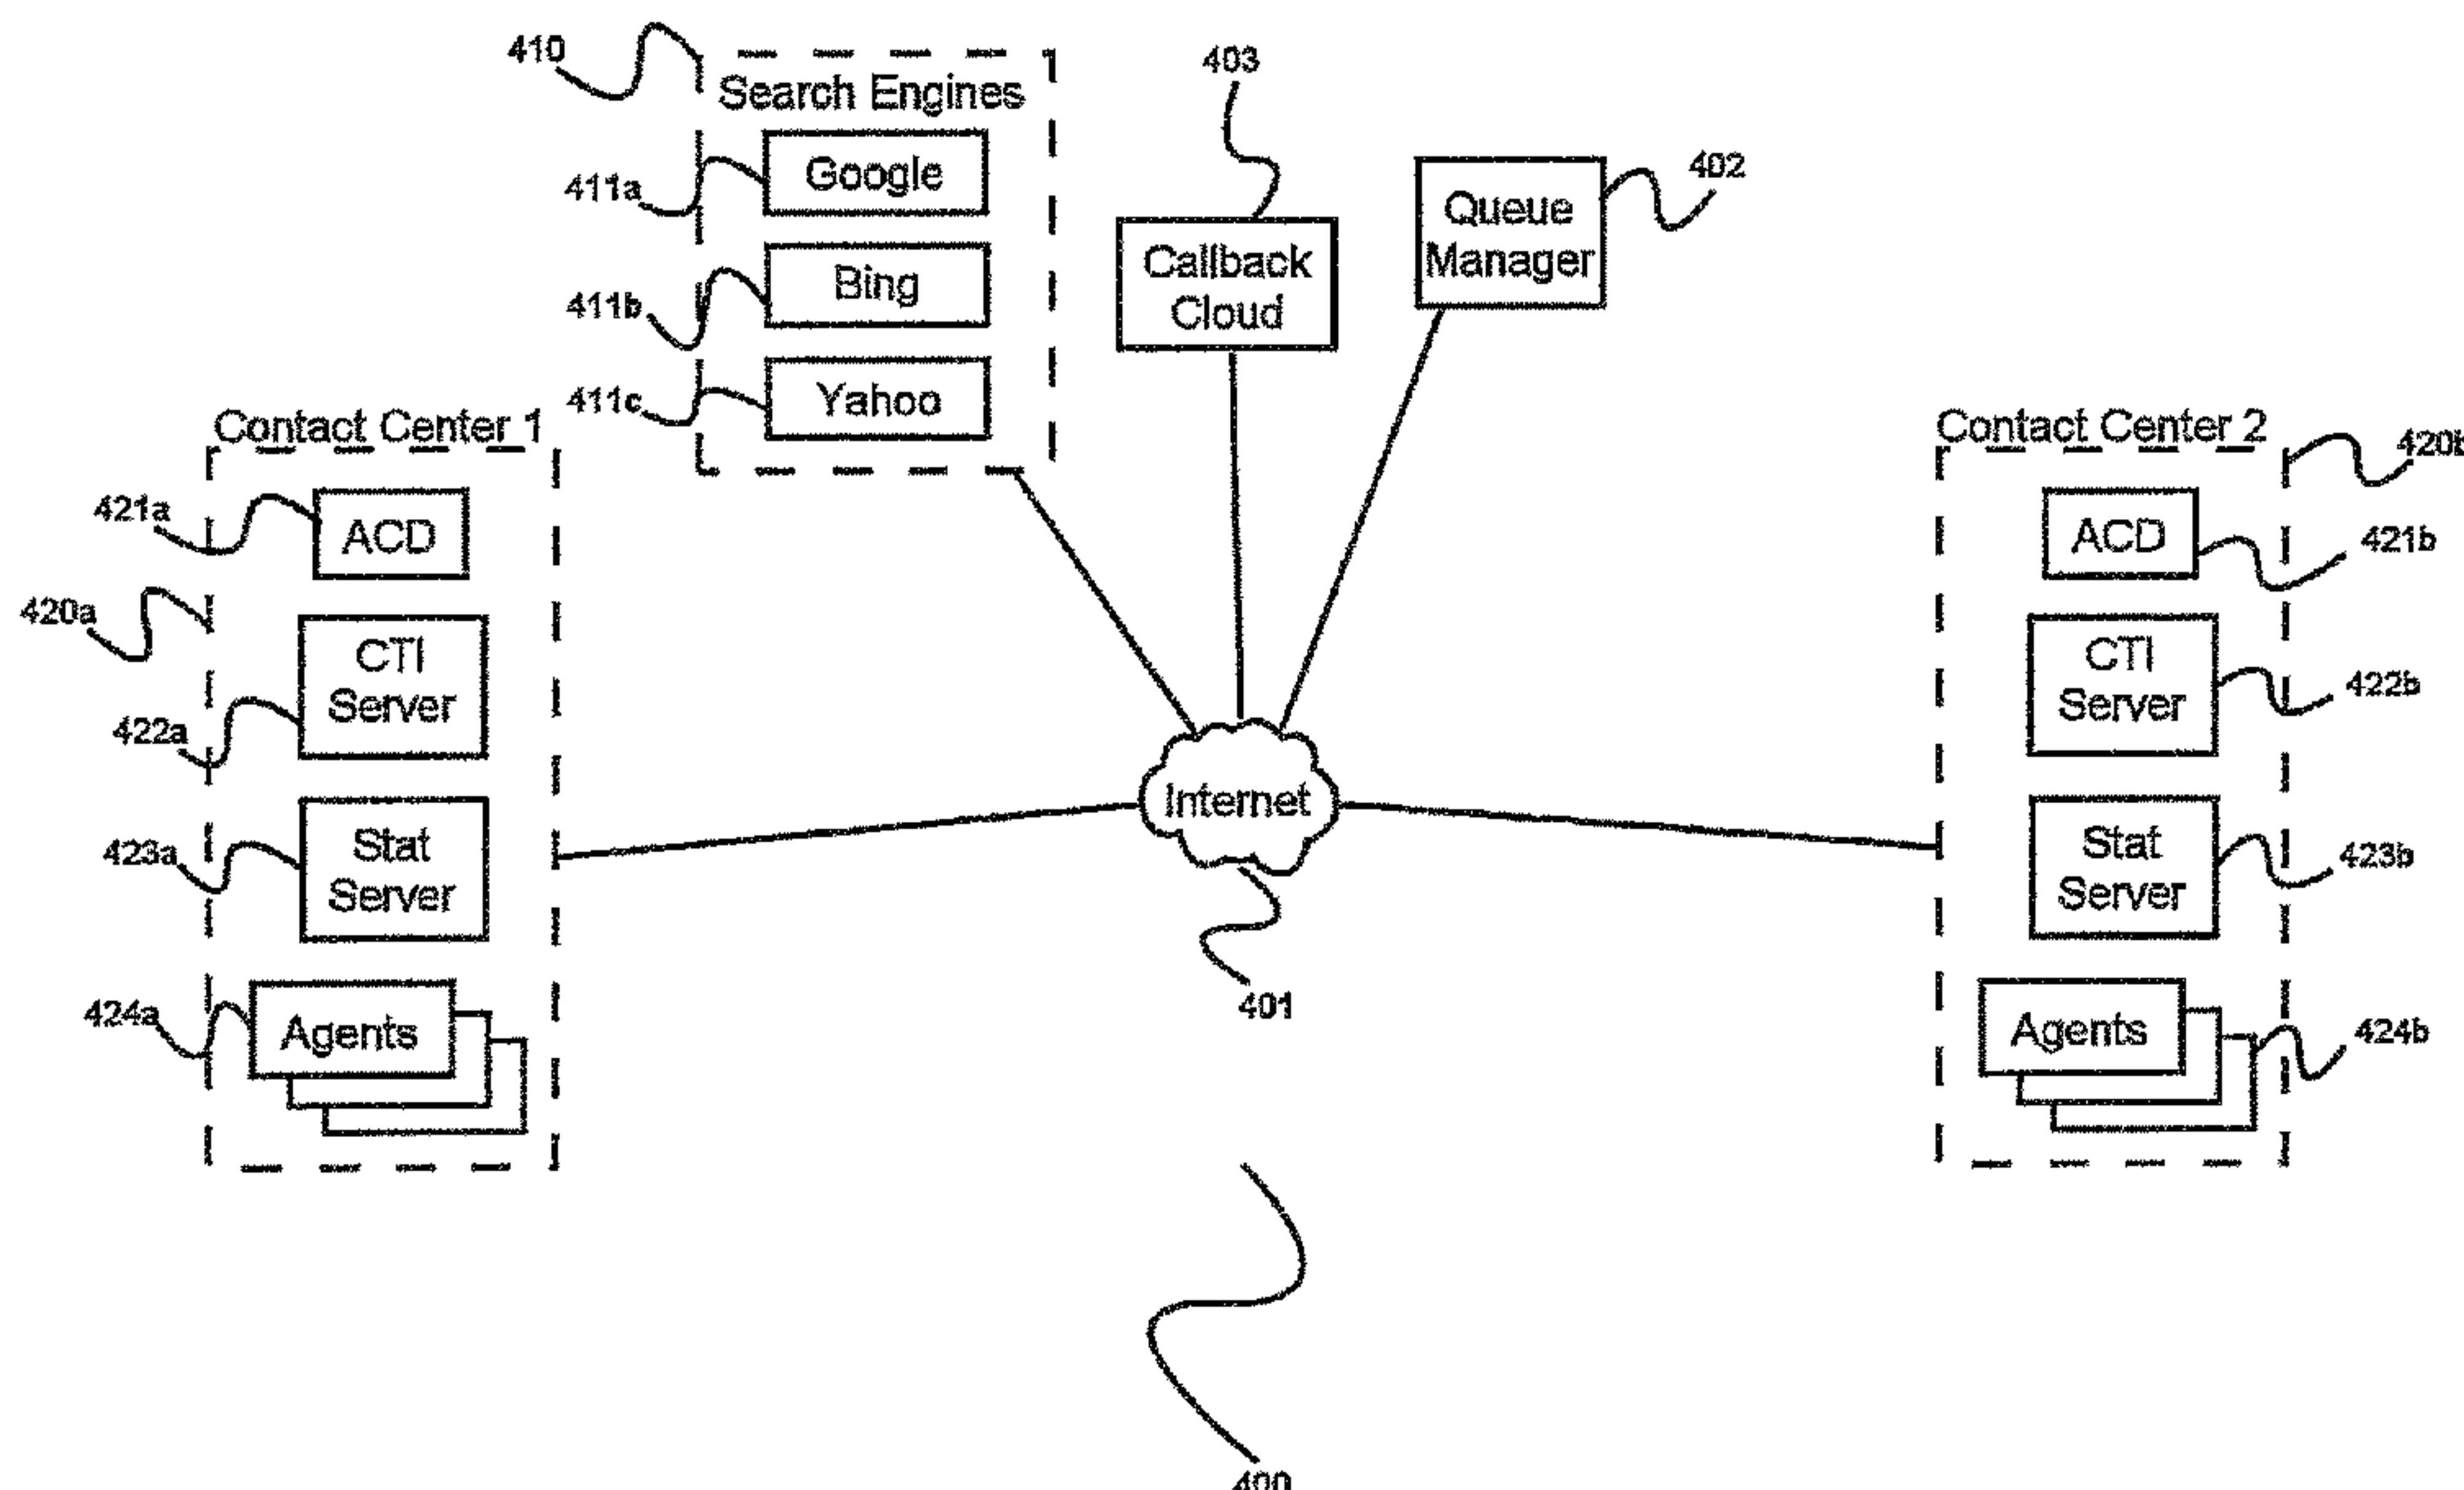 410
Search Engines
403
411a
Google
402
Queue
Manager
411b
Bing
Callback
Cloud
411c
Yahoo
Contact Center 1
Contact Center 2
420b
421a
ACD
ACD
421b
420a
CTI
Server
CTI
Server
422a
422b
Internet
423a
Stat
Server
Stat
Server
423b
401
424a
Agents
Agents
424b
400